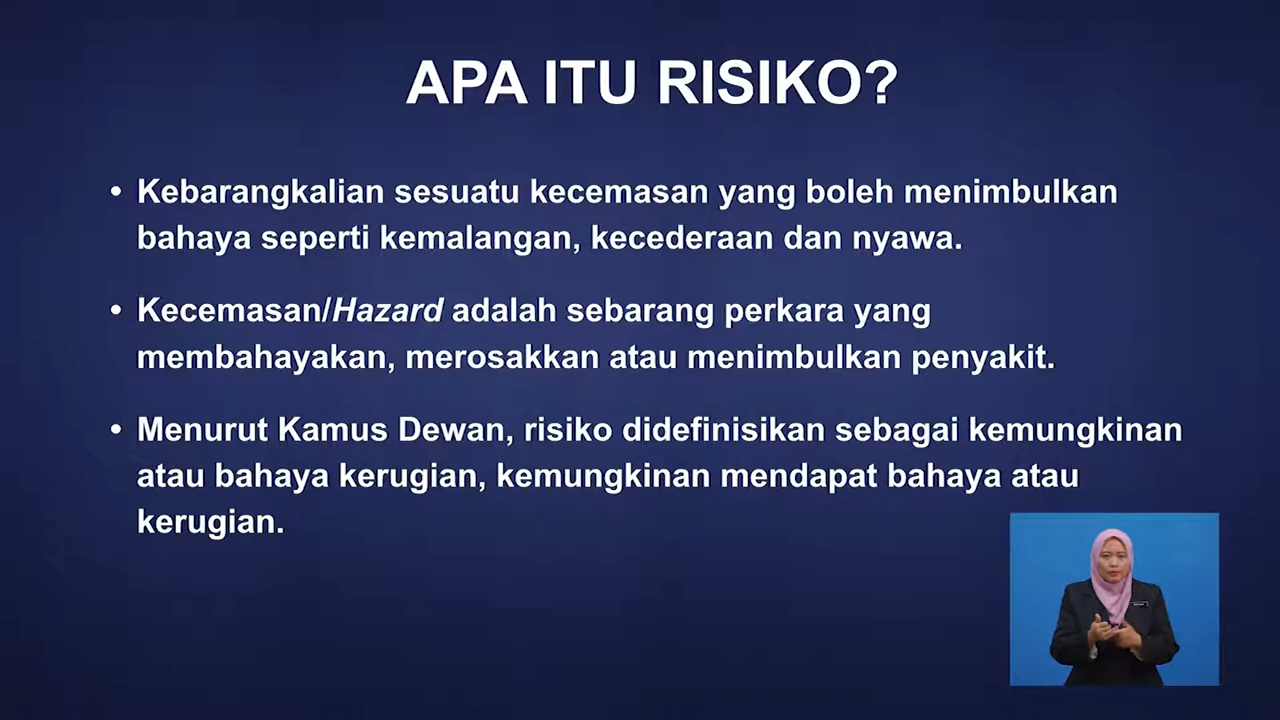 APA ITU RISIKO?
• Kebarangkalian sesuatu kecemasan yang boleh menimbulkan
bahaya seperti kemalangan, kecederaan dan nyawa.
• Kecemasan/Hazard adalah sebarang perkara yang
membahayakan, merosakkan atau menimbulkan penyakit.
• Menurut Kamus Dewan, risiko didefinisikan sebagai kemungkinan
atau bahaya kerugian, kemungkinan mendapat bahaya atau
kerugian.